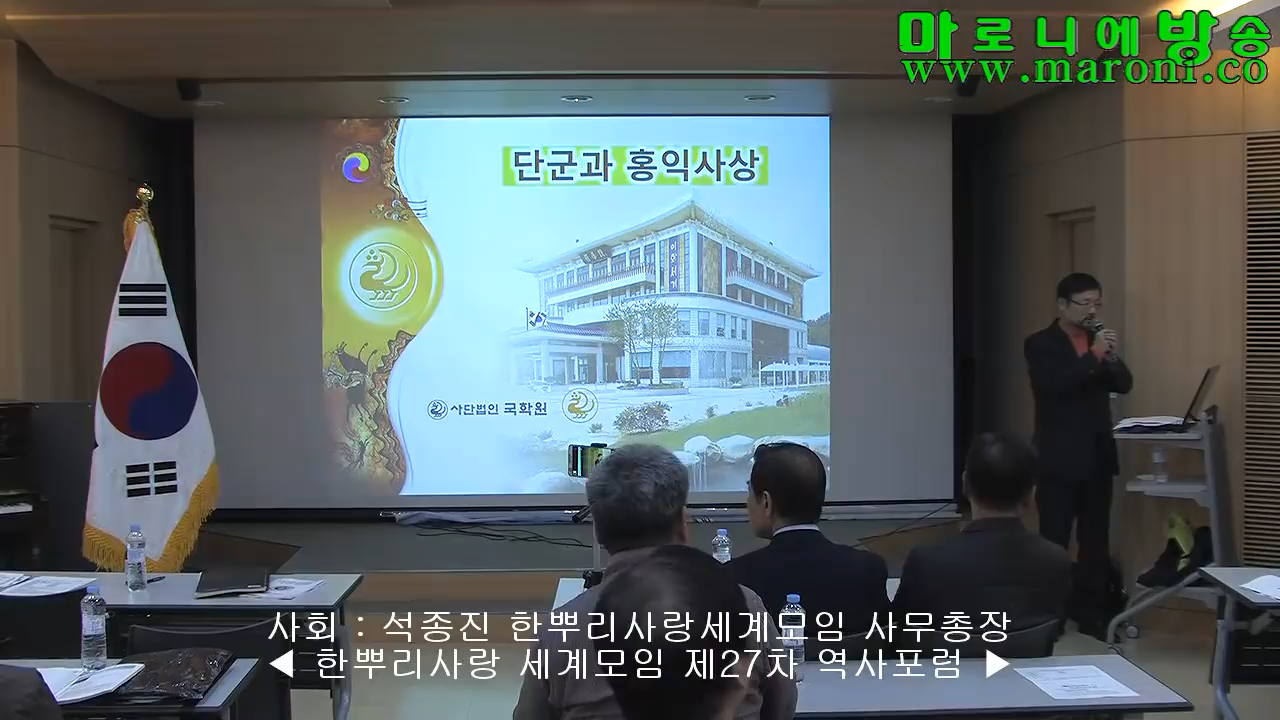 마로니에방송
www.maroni.co
단군과 홍익사상
사단법인 국학원
사회 : 석종진 한뿌리사랑세계모임 사무총장
◀ 한뿌리사랑 세계모임 제27차 역사포럼 ▶